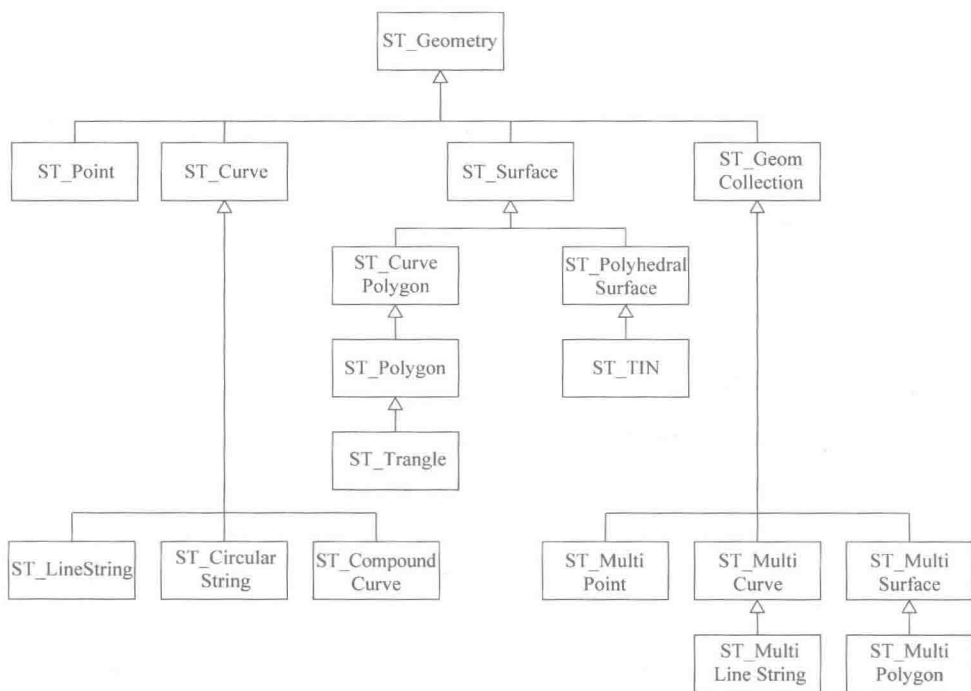 ST_Geometry
ST_Point
ST_Curve
ST_Surface
ST_Geom
Collection
ST_Curve
Polygon
ST_Polyhedral
Surface
ST_Polygon
ST_TIN
ST_Trangle
ST_LineString
ST_Circular
String
ST_Compound
Curve
ST_Multi
Point
ST_Multi
Curve
ST_Multi
Surface
ST_Multi
Line String
ST_Multi
Polygon